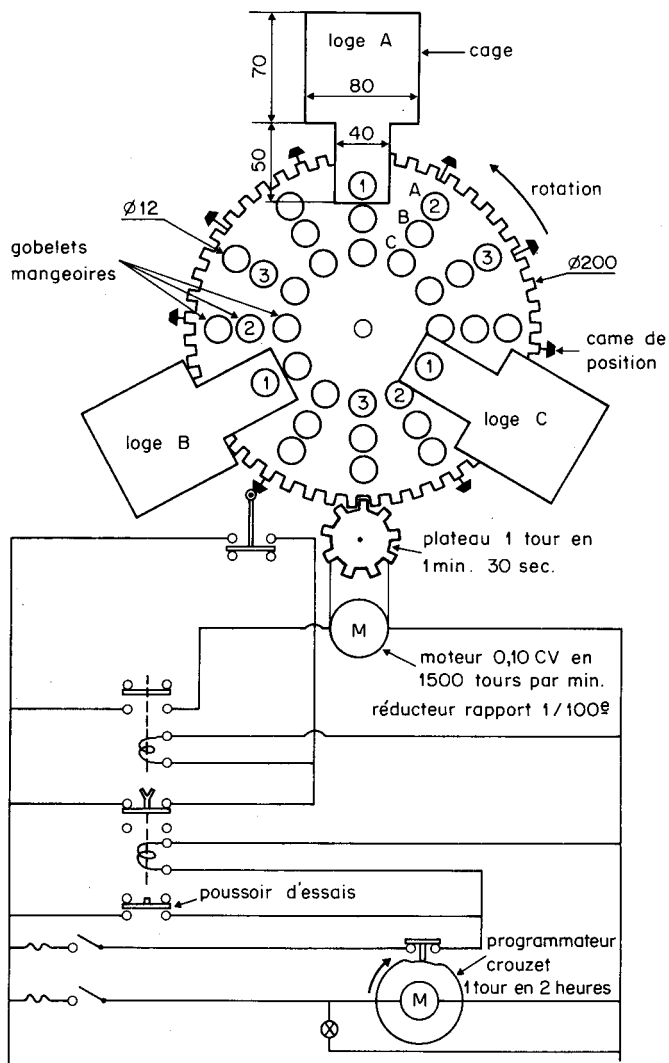 loge A
cage
70
80
50
40
1
A
2
B
C
rotation
Ø12
3
3
gobelets
mangeoires
Ø200
2
came de
position
1
1
2
3
loge B
loge C
plateau 1 tour en
1min. 30 sec.
M
moteur 0,10 CV en
1500 tours par min.
réducteur rapport 1/100e
poussoir d'essais
programmateur
crouzet
1 tour en 2 heures
M